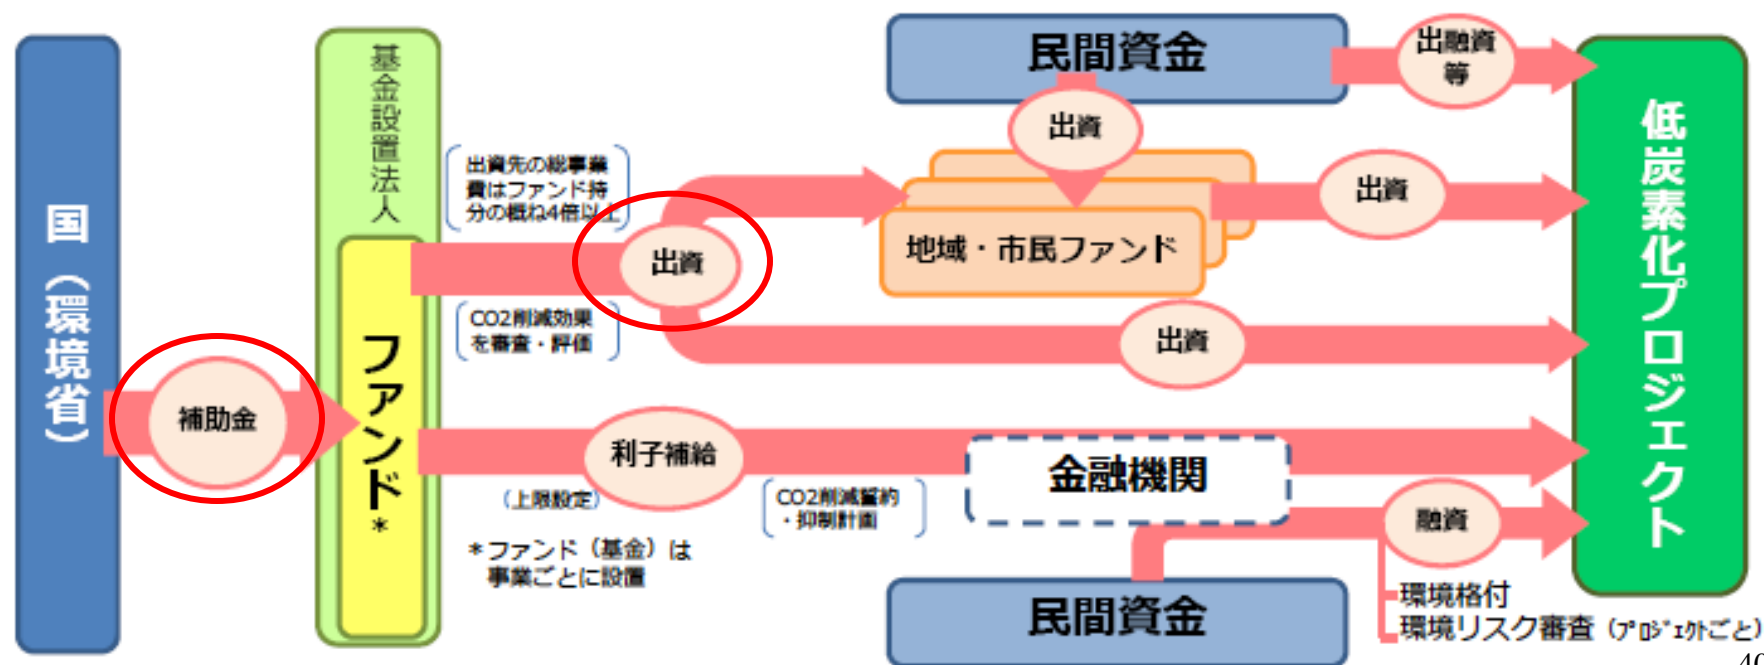 国（環境省）
補助金
基金設置法人
ファンド*
出資先の総事業
費はファンド持
分の概ね4倍以上
出資
CO2削減効果
を審査・評価
利子補給
（上限設定）
CO2削減誓約
・抑制計画
*ファンド（基金）は
事業ごとに設置
民間資金
出資
地域・市民ファンド
出融資
等
出資
出資
金融機関
融資
民間資金
環境格付
環境リスク審査（ﾌﾟﾛｼﾞｪｸﾄごと）
低炭素化プロジェクト